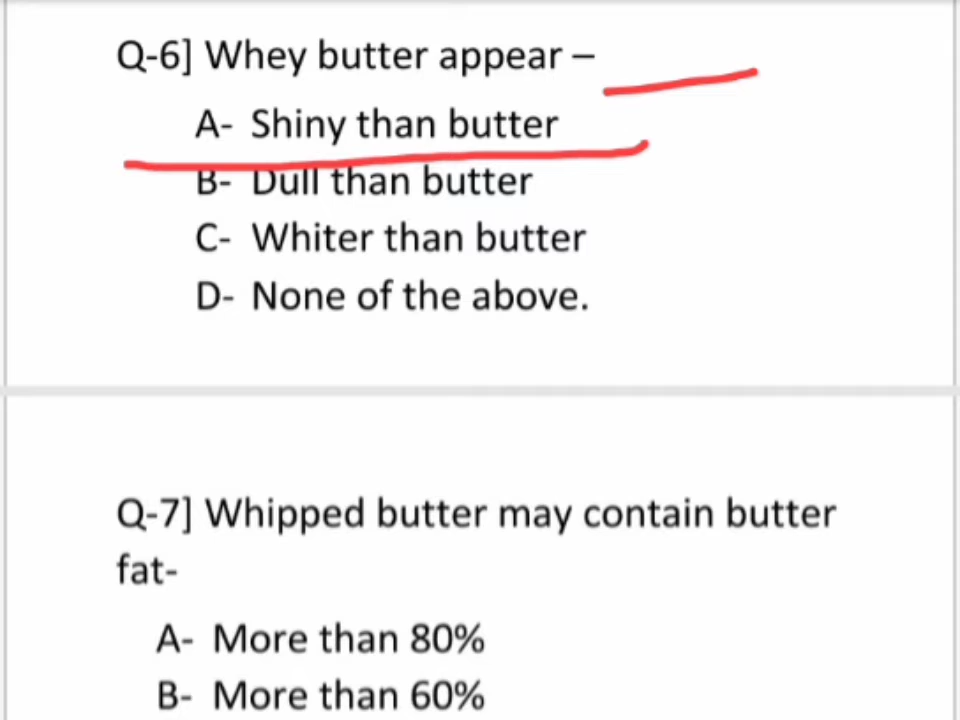 Q-6] Whey butter appear –
A- Shiny than butter
B- Dull than butter
C- Whiter than butter
D- None of the above.
Q-7] Whipped butter may contain butter
fat-
A- More than 80%
B- More than 60%